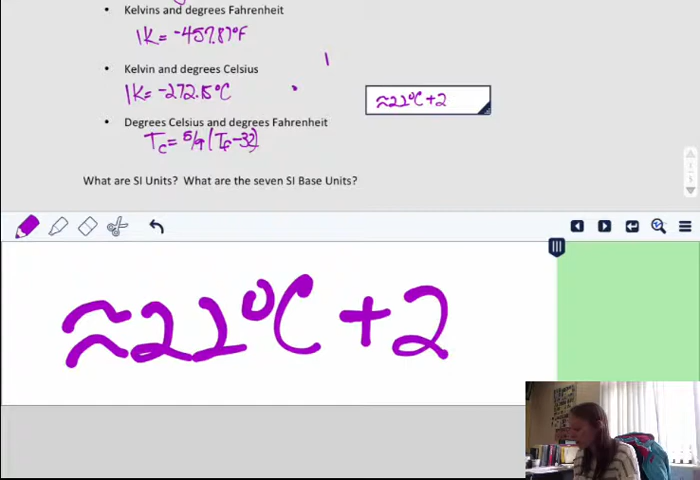 • Kelvins and degrees Fahrenheit
1K = -457.87°F
• Kelvin and degrees Celsius
1K = -272.15°C
≈22°C + 2
• Degrees Celsius and degrees Fahrenheit
Tc = 5/9 (TF - 32)
What are SI Units? What are the seven SI Base Units?
≈22°C + 2